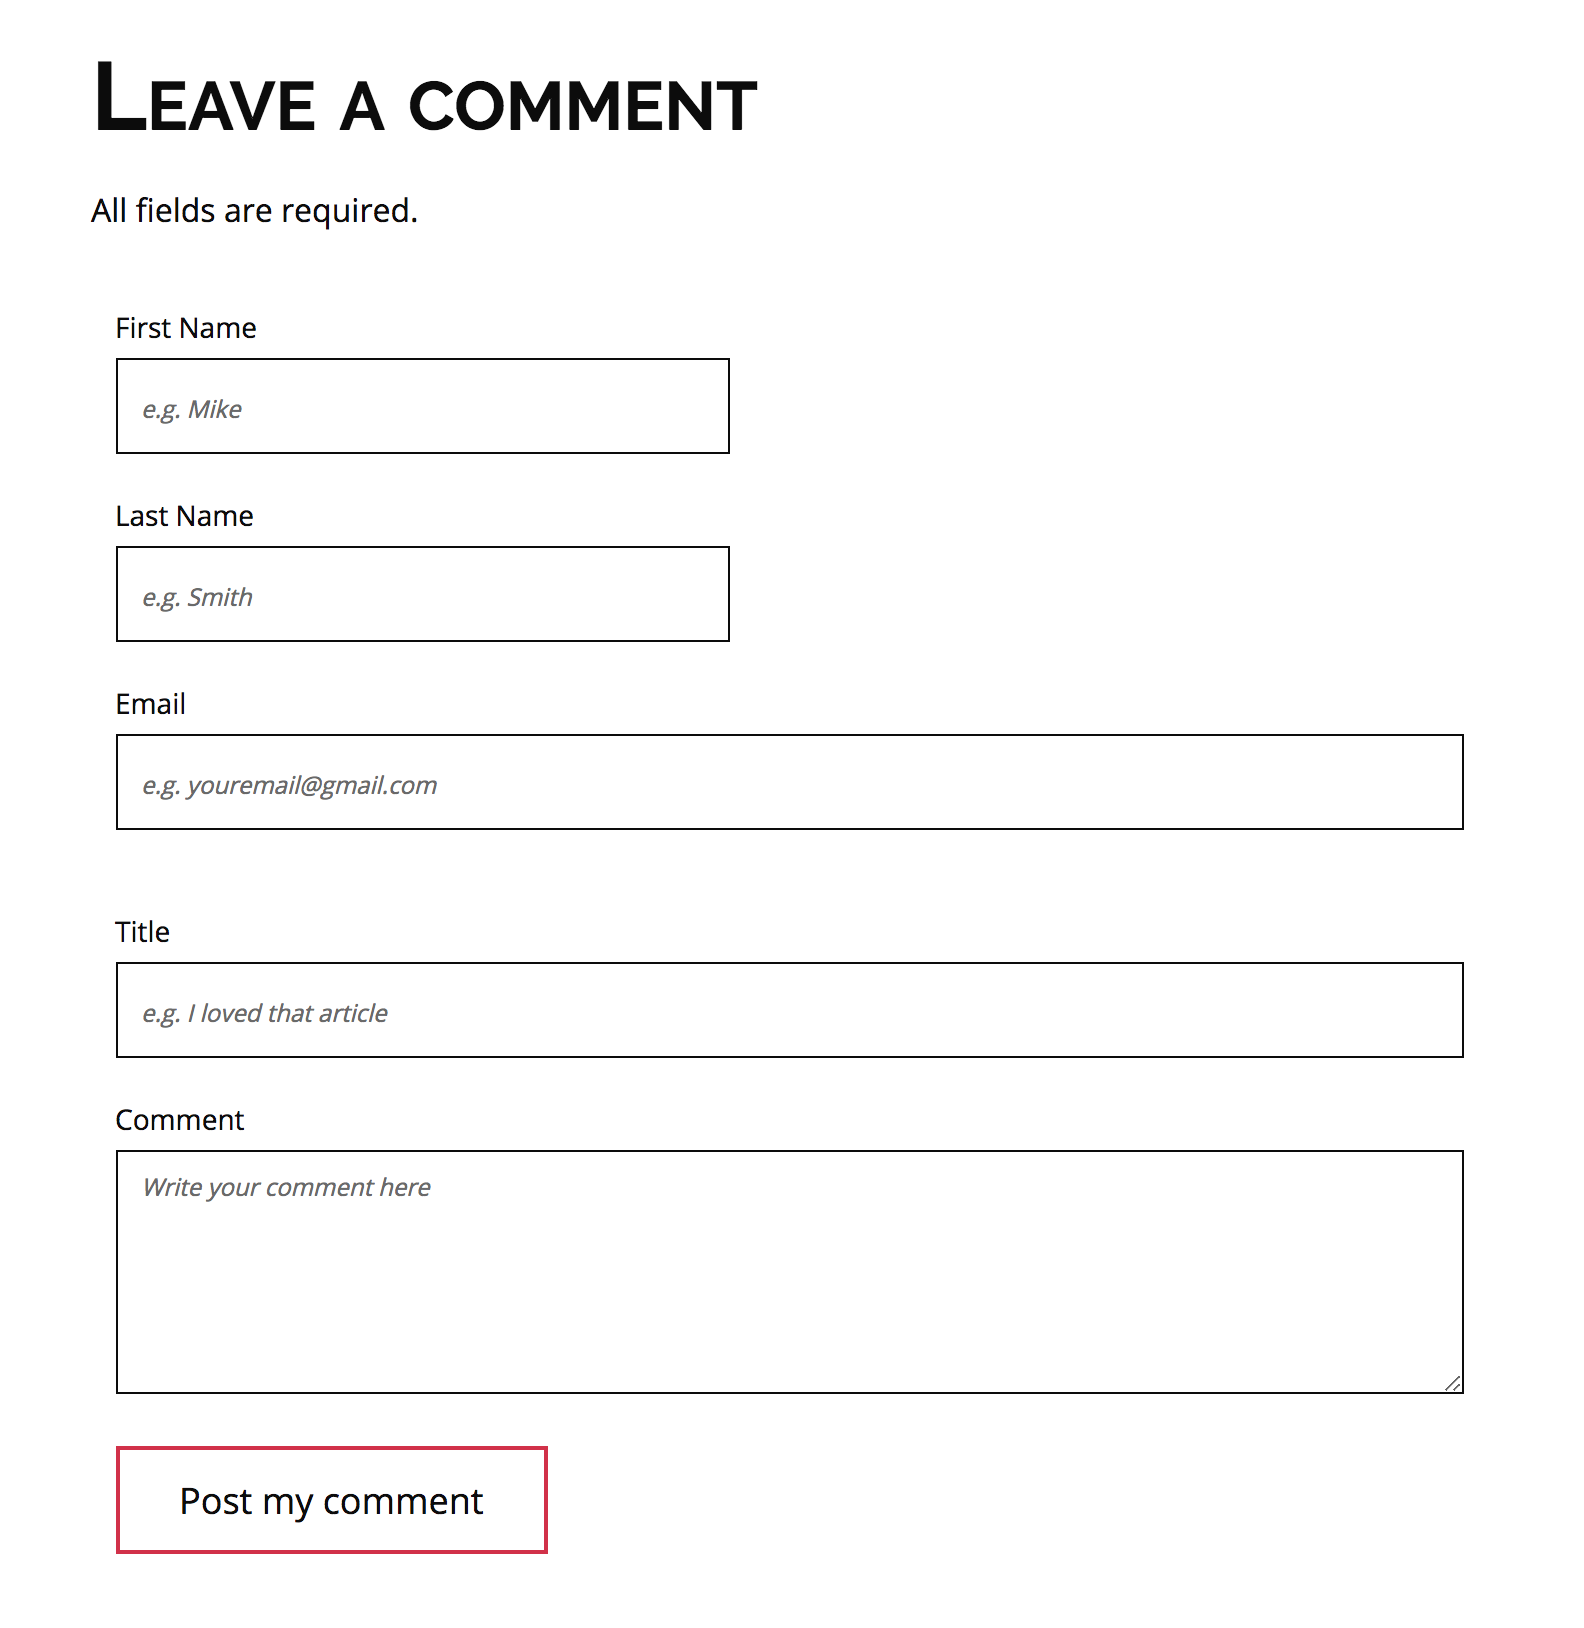 Leave a comment
All fields are required.
First Name
e.g. Mike
Last Name
e.g. Smith
Email
e.g. youremail@gmail.com
Title
e.g. I loved that article
Comment
Write your comment here
Post my comment